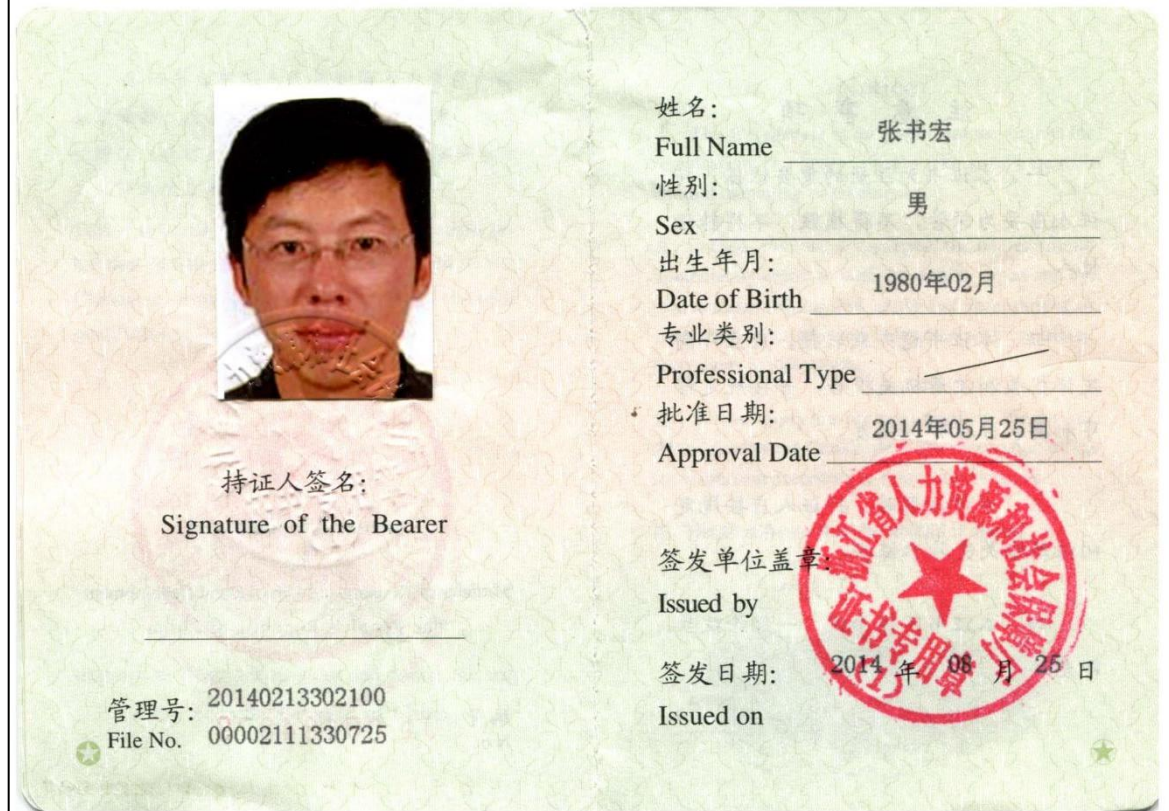 持证人签名:
Signature of the Bearer
管理号: 20140213302100
File No. 00002111330725
姓名:
张书宏
Full Name
性别:
男
Sex
出生年月:
1980年02月
Date of Birth
专业类别:
Professional Type
批准日期:
2014年05月25日
Approval Date
签发单位盖章:
Issued by
浙江省人力资源和社会保障厅
证书专用章
(1)
签发日期: 2014 年 08 月 25 日
Issued on